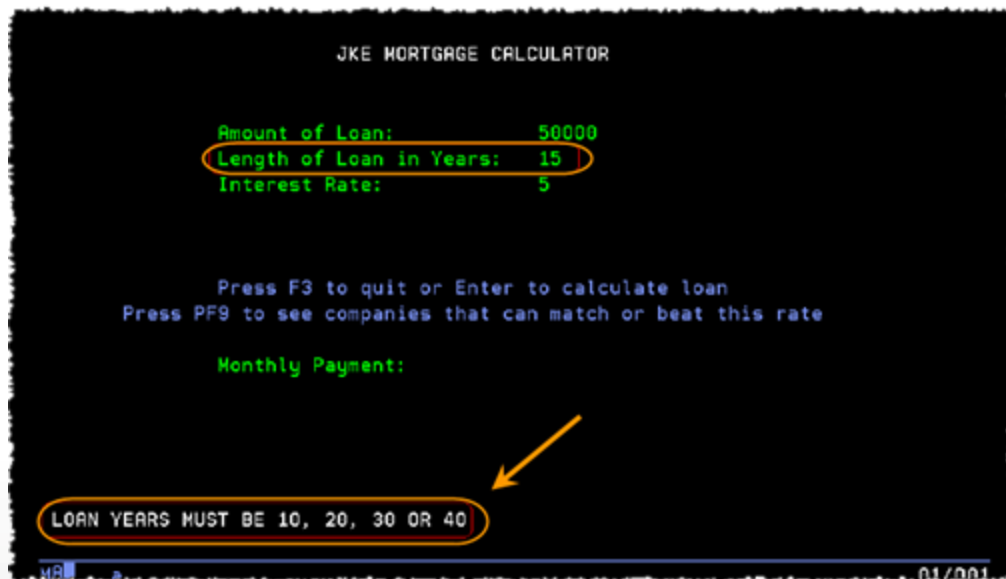 JKE MORTGAGE CALCULATOR
Amount of Loan: 50000
Length of Loan in Years: 15
Interest Rate: 5
Press F3 to quit or Enter to calculate loan
Press PF9 to see companies that can match or beat this rate
Monthly Payment:
LOAN YEARS MUST BE 10, 20, 30 OR 40
MA a 01/001